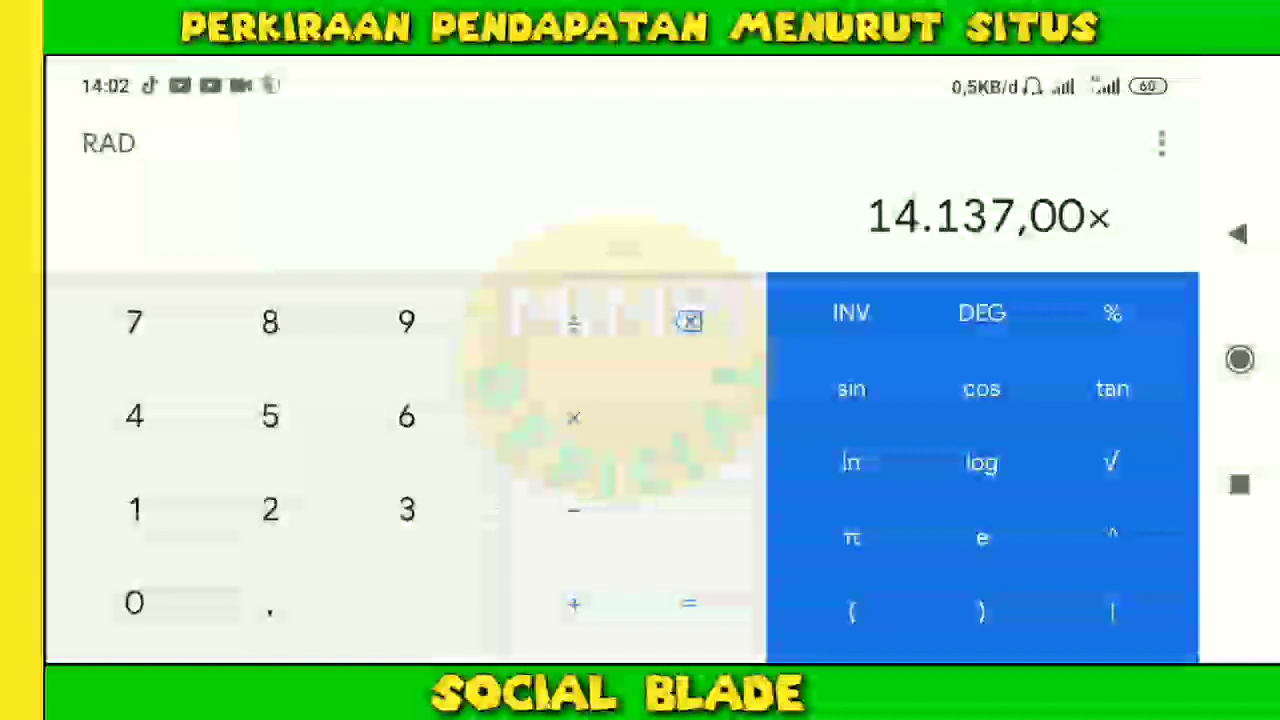 PERKIRAAN PENDAPATAN MENURUT SITUS
14:02 0,5KB/d 60
RAD
14.137,00×
7 8 9 ÷ INV DEG %
4 5 6 × sin cos tan
1 2 3 − ln log √
0 . + = π e ^
( ) !
SOCIAL BLADE